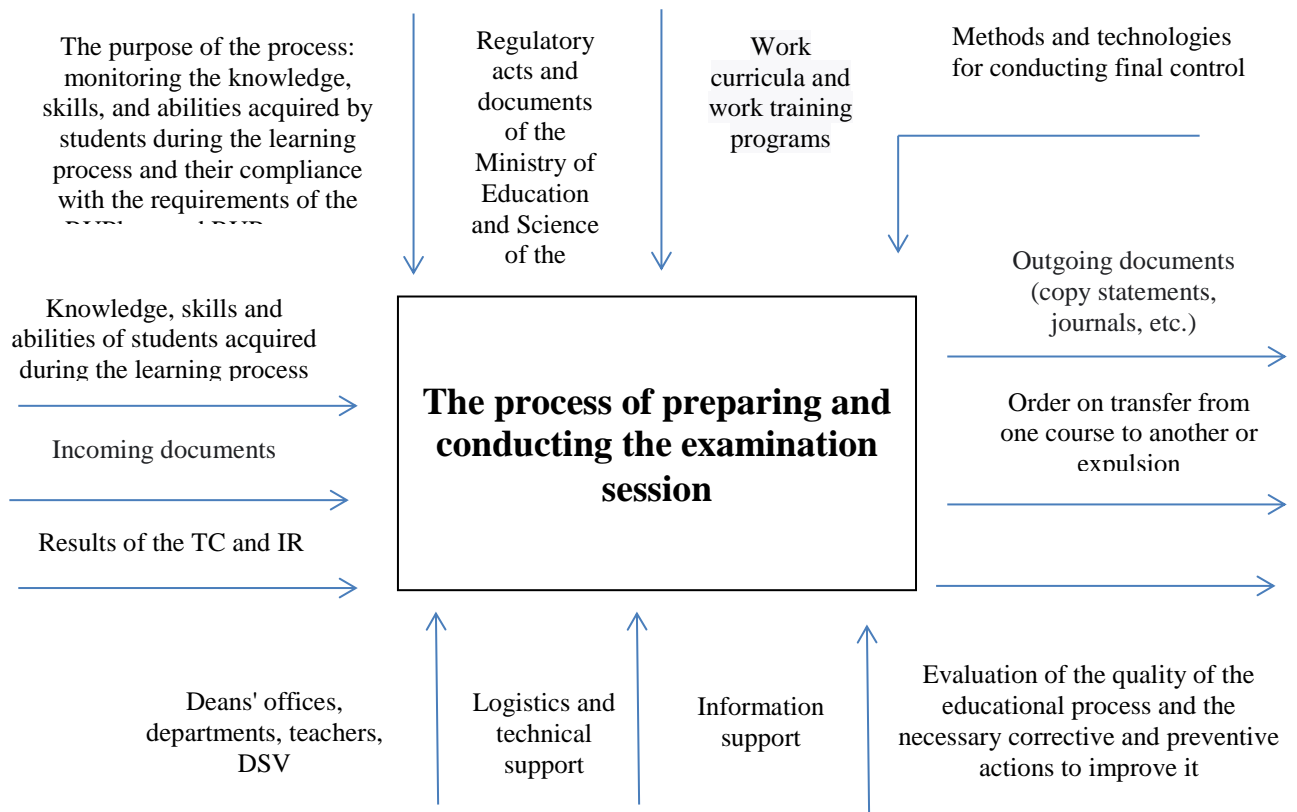 The purpose of the process:
monitoring the knowledge,
skills, and abilities acquired by
students during the learning
process and their compliance
with the requirements of the
Regulatory
acts and
documents
of the
Ministry of
Education
and Science
of the
Work
curricula and
work training
programs
Methods and technologies
for conducting final control
Knowledge, skills and
abilities of students acquired
during the learning process
Incoming documents
Results of the TC and IR
The process of preparing and
conducting the examination
session
Outgoing documents
(copy statements,
journals, etc.)
Order on transfer from
one course to another or
expulsion
Deans' offices,
departments, teachers,
DSV
Logistics and
technical
support
Information
support
Evaluation of the quality of the
educational process and the
necessary corrective and preventive
actions to improve it